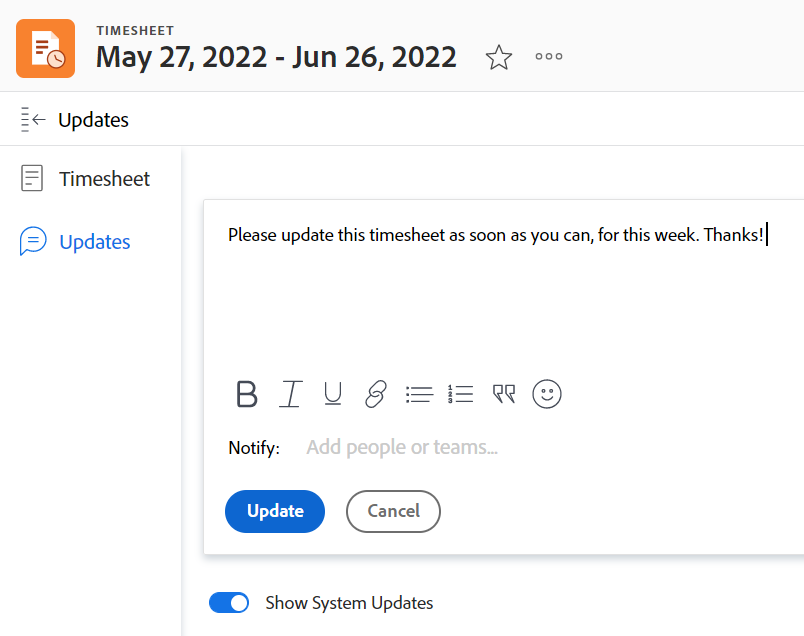 TIMESHEET
May 27, 2022 - Jun 26, 2022
Updates
Timesheet
Updates
Please update this timesheet as soon as you can, for this week. Thanks!
Notify: Add people or teams...
Update Cancel
Show System Updates